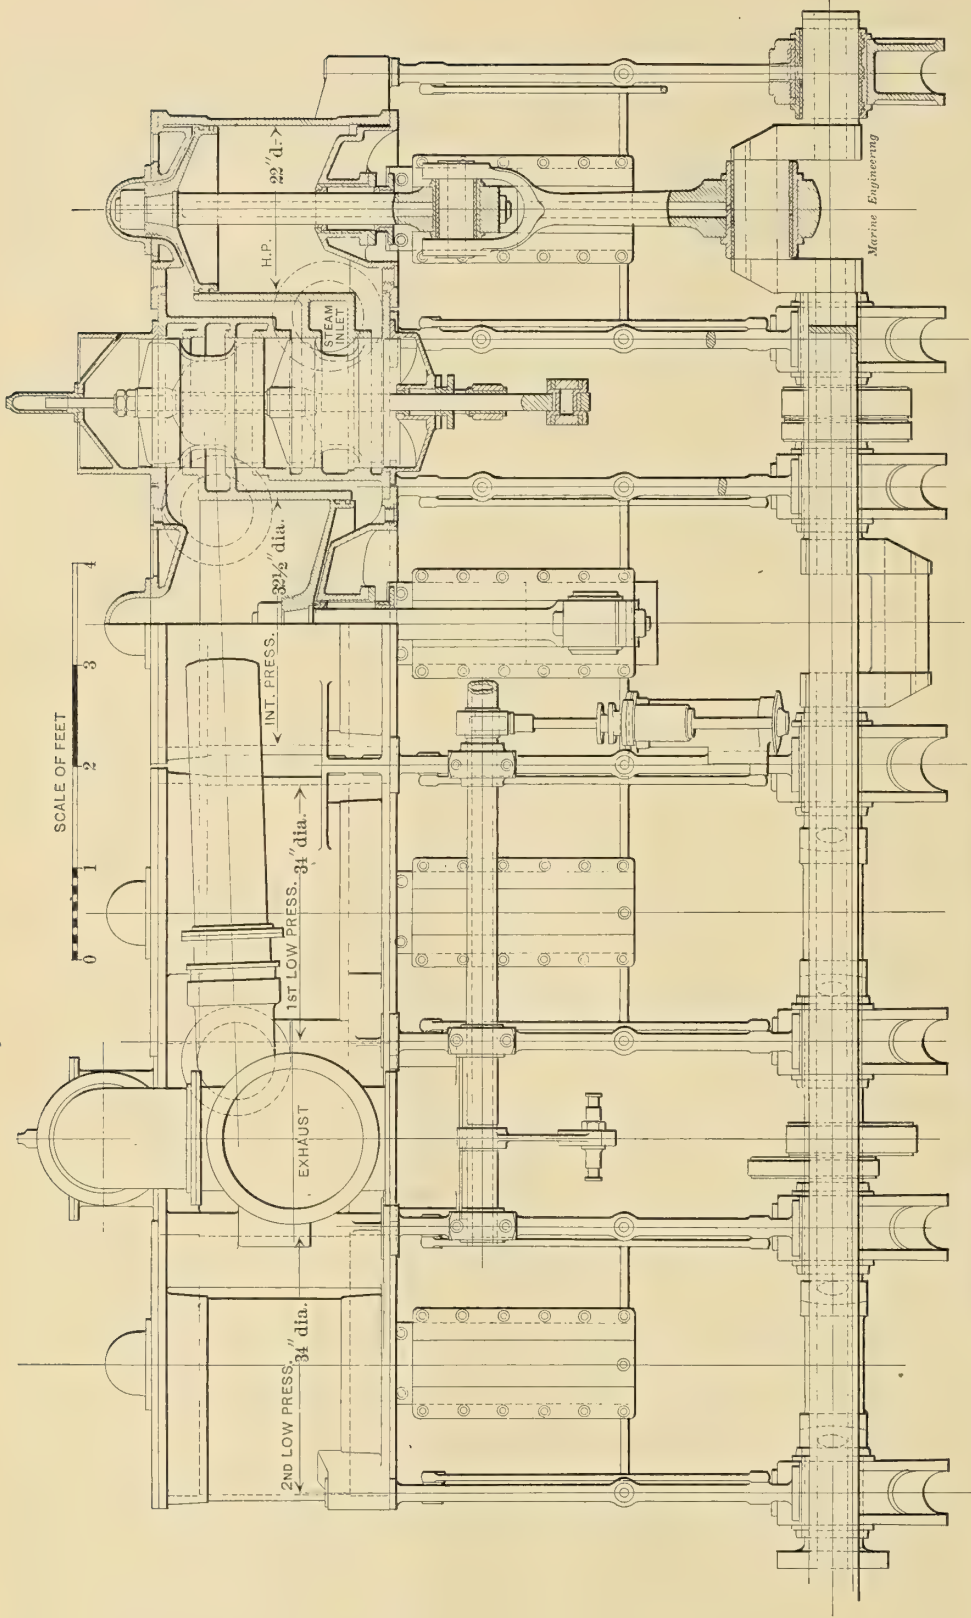 SCALE OF FEET
0 1 2 3 4
22" d.
H.P.
STEAM
INLET
32½" dia.
INT. PRESS.
34" dia.
1ST LOW PRESS.
EXHAUST
34" dia.
2ND LOW PRESS.
Marine Engineering